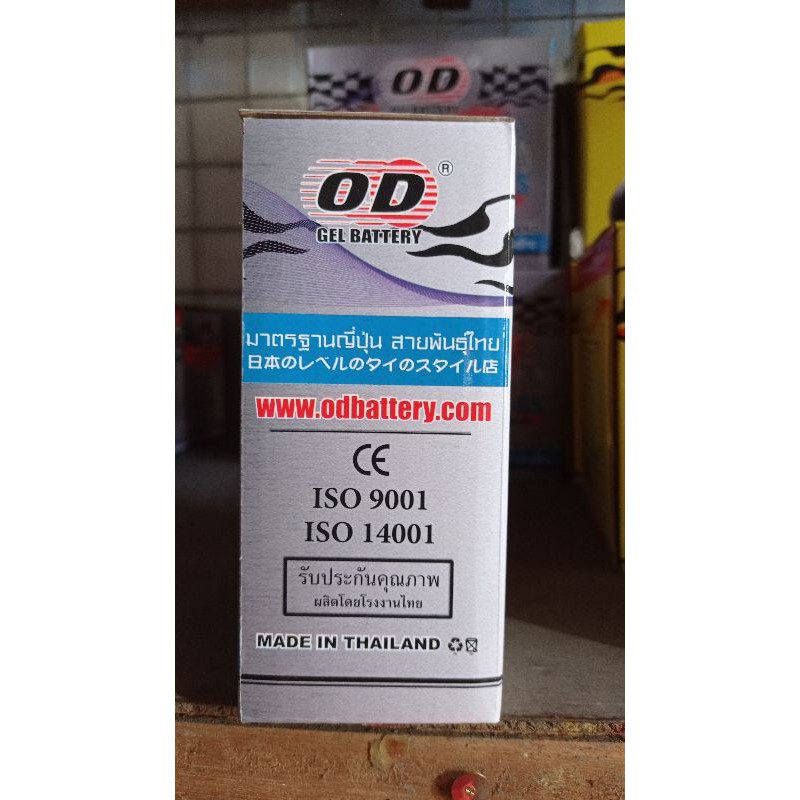 OD
OD ®
GEL BATTERY
มาตรฐานญี่ปุ่น สายพันธุ์ไทย
日本のレベルのタイのスタイル店
www.odbattery.com
CE
ISO 9001
ISO 14001
รับประกันคุณภาพ
ผลิตโดยโรงงานไทย
MADE IN THAILAND